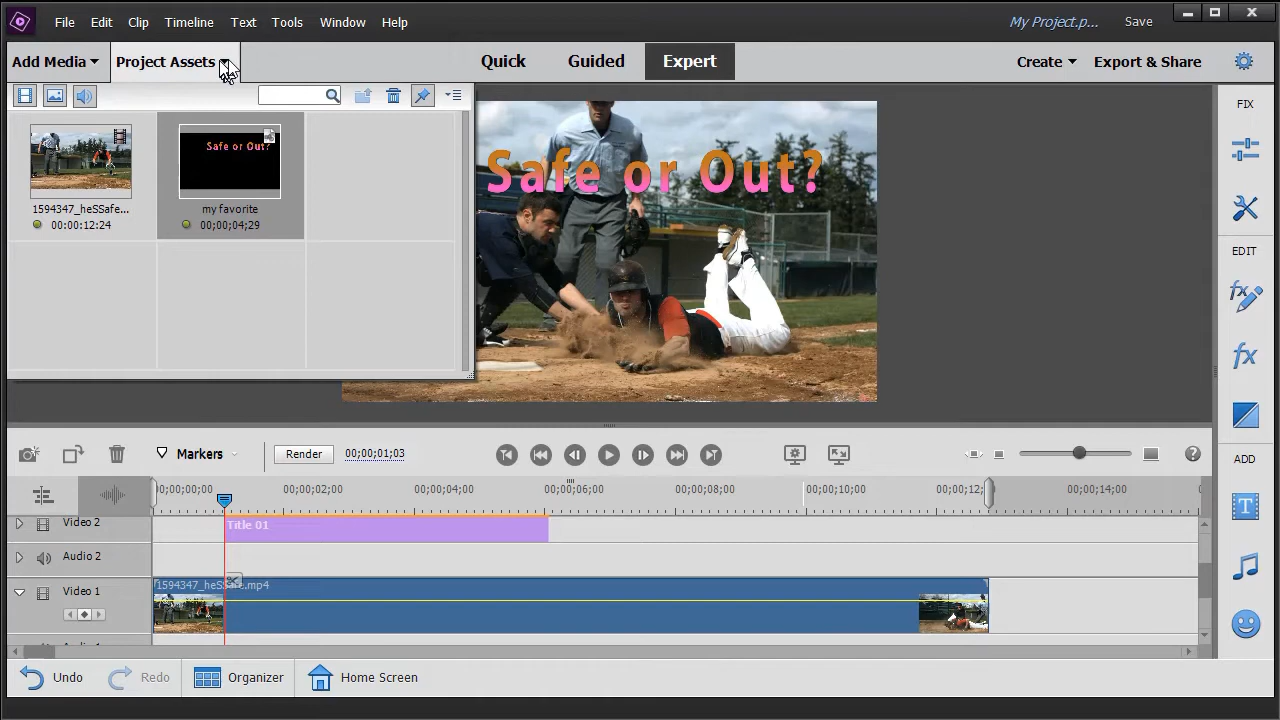 File Edit Clip Timeline Text Tools Window Help My Project.p... Save
Add Media Project Assets Quick Guided Expert Create Export & Share
FIX
Safe or Out?
Safe or Out?
1594347_heSSafe... my favorite
00:00:12:24 00;00;04;29
EDIT
ADD
Markers Render 00;00;01;03
;00;00;00 00;00;02;00 00;00;04;00 00;00;06;00 00;00;08;00 00;00;10;00 00;00;12; 00;00;14;00
Video 2 Title 01
Audio 2
1594347_heSSafe.mp4
Video 1
Undo Redo Organizer Home Screen